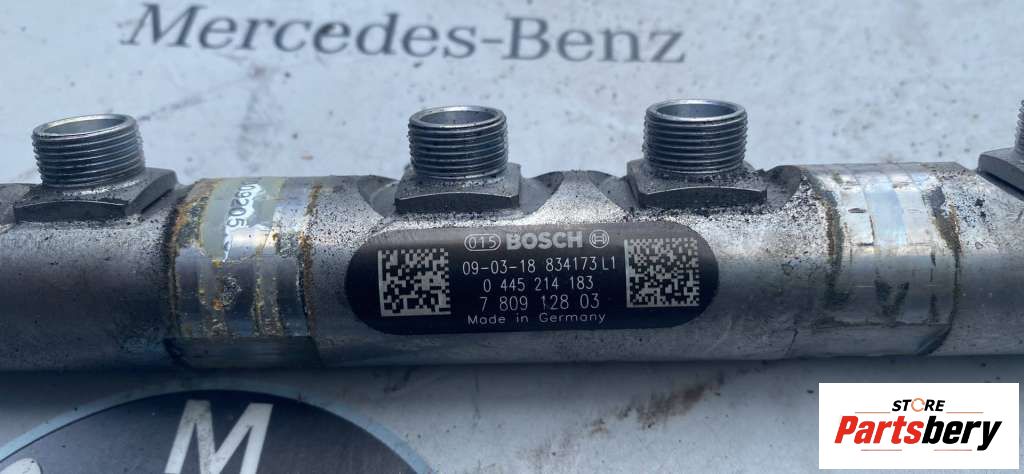 Mercedes-Benz
015 BOSCH
09-03-18 834173 L1
0 445 214 183
7 809 128 03
Made in Germany
M
STORE
Partsbery